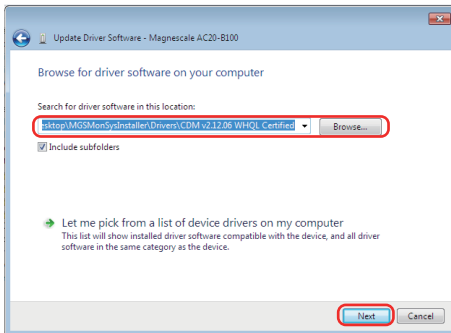 Update Driver Software - Magnescale AC20-B100
Browse for driver software on your computer
Search for driver software in this location:
esktop\MGSMonSysInstaller\Drivers\CDM v2.12.06 WHQL Certified
Browse...
Include subfolders
Let me pick from a list of device drivers on my computer
This list will show installed driver software compatible with the device, and all driver
software in the same category as the device.
Next
Cancel